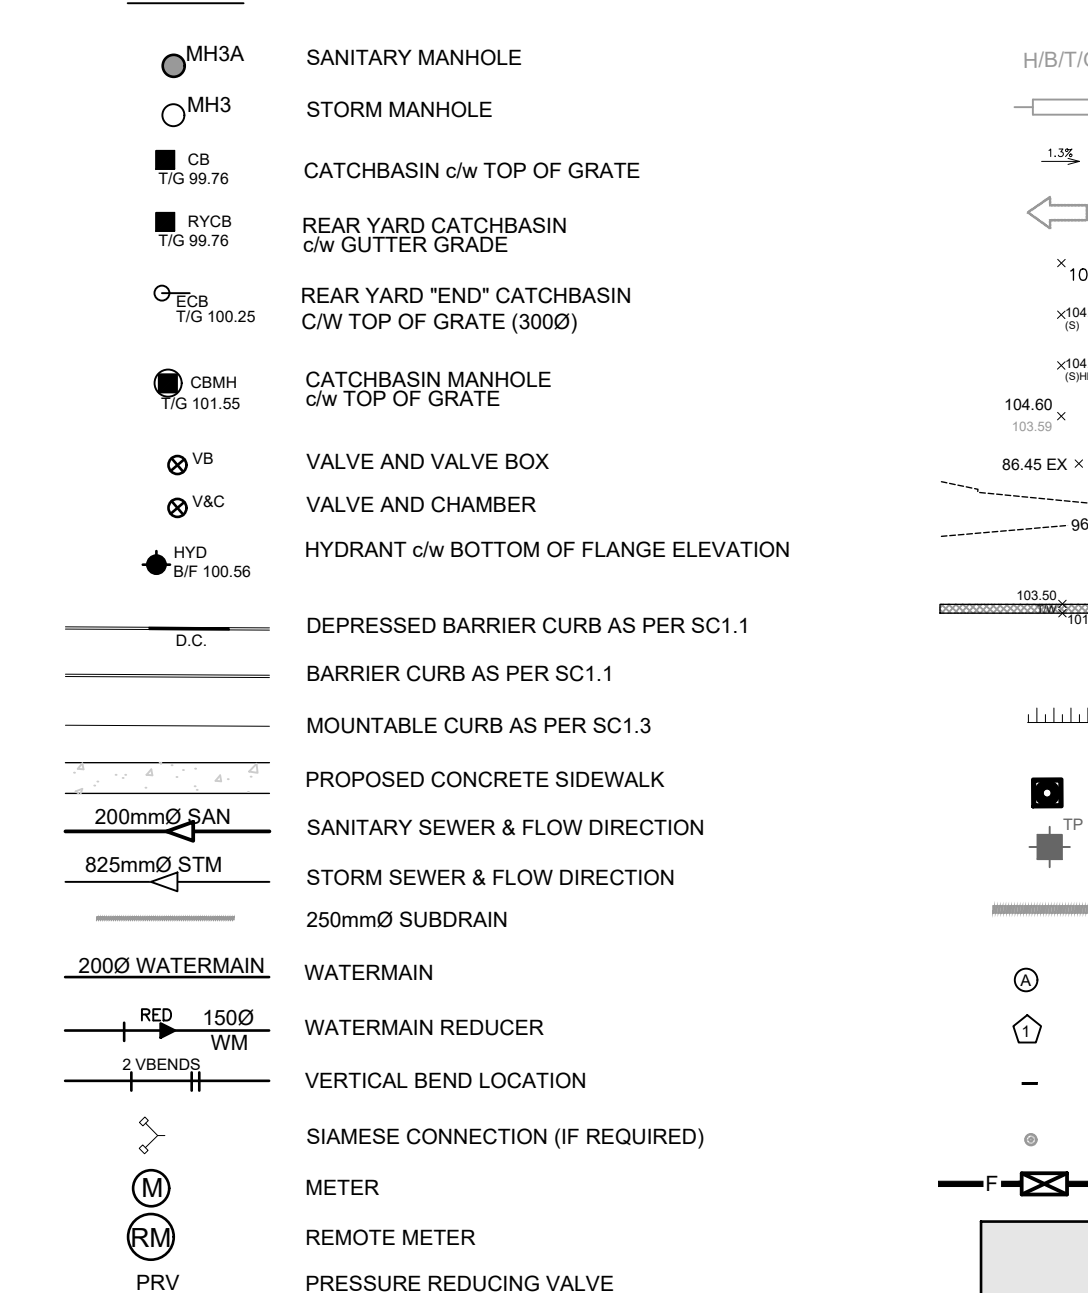 MH3A SANITARY MANHOLE
MH3 STORM MANHOLE
CB
T/G 99.76
CATCHBASIN c/w TOP OF GRATE
RYCB
T/G 99.76
REAR YARD CATCHBASIN
c/w GUTTER GRADE
ECB
T/G 100.25
REAR YARD "END" CATCHBASIN
C/W TOP OF GRATE (300Ø)
CBMH
T/G 101.55
CATCHBASIN MANHOLE
c/w TOP OF GRATE
VB VALVE AND VALVE BOX
V&C VALVE AND CHAMBER
HYD
B/F 100.56
HYDRANT c/w BOTTOM OF FLANGE ELEVATION
D.C.
DEPRESSED BARRIER CURB AS PER SC1.1
BARRIER CURB AS PER SC1.1
MOUNTABLE CURB AS PER SC1.3
PROPOSED CONCRETE SIDEWALK
200mmØ SAN
SANITARY SEWER & FLOW DIRECTION
825mmØ STM
STORM SEWER & FLOW DIRECTION
250mmØ SUBDRAIN
200Ø WATERMAIN
WATERMAIN
RED 150Ø
WM
WATERMAIN REDUCER
2 VBENDS
VERTICAL BEND LOCATION
SIAMESE CONNECTION (IF REQUIRED)
M METER
RM REMOTE METER
PRV PRESSURE REDUCING VALVE
H/B/T/
1.3%
10
104
(S)
104
(S)H
104.60
103.59
86.45 EX
96
103.50
T/W
101
TP
A
1
F